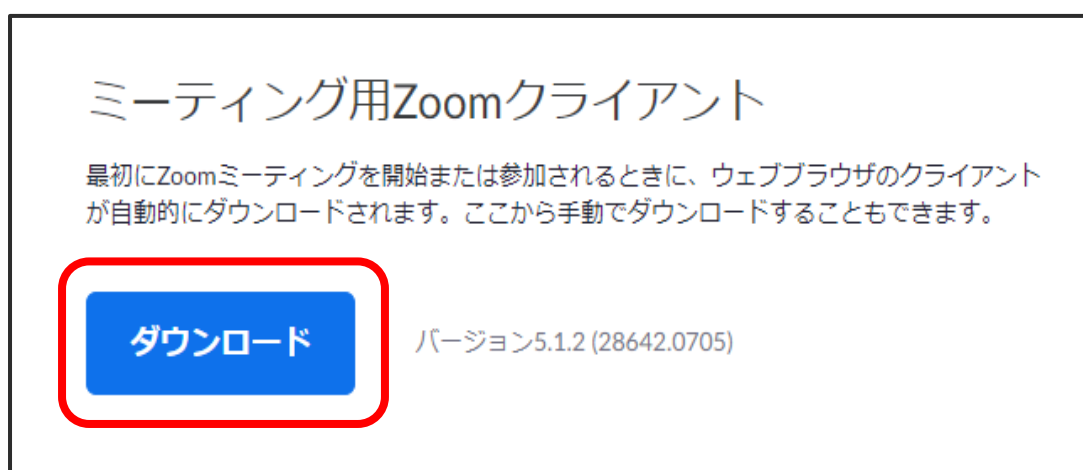 ミーティング用Zoomクライアント
最初にZoomミーティングを開始または参加されるときに、ウェブブラウザのクライアント
が自動的にダウンロードされます。ここから手動でダウンロードすることもできます。
ダウンロード
バージョン5.1.2 (28642.0705)